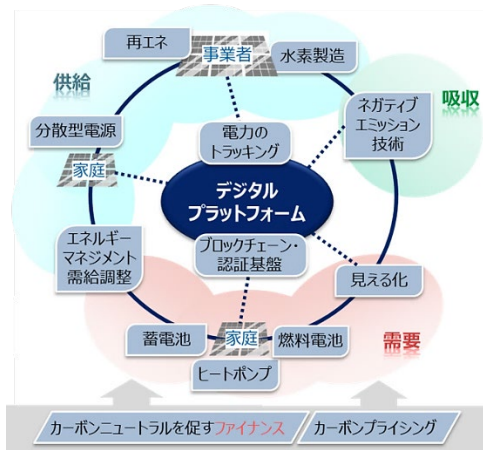 再エネ
事業者
水素製造
供給
吸収
ネガティブ
エミッション
技術
分散型電源
電力の
トラッキング
家庭
デジタル
プラットフォーム
エネルギー
マネジメント
需給調整
ブロックチェーン・
認証基盤
見える化
蓄電池
家庭
燃料電池
需要
ヒートポンプ
カーボンニュートラルを促すファイナンス
カーボンプライシング